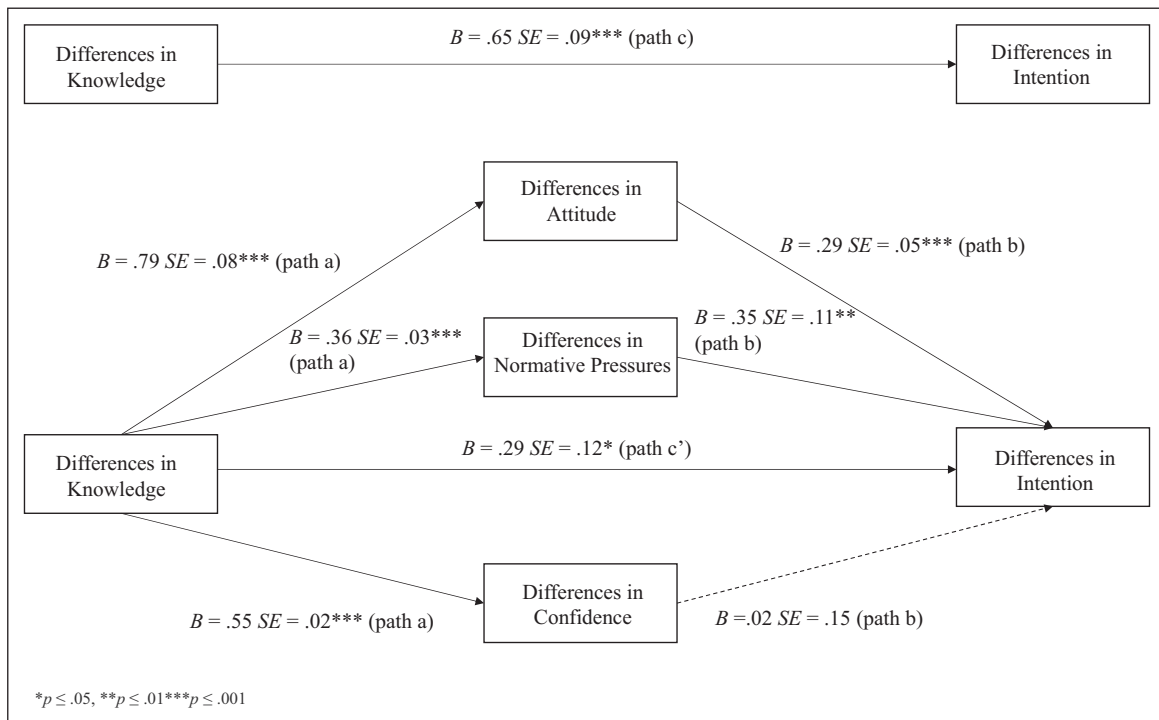 Differences in
Knowledge
B = .65 SE = .09*** (path c)
Differences in
Intention
Differences in
Attitude
B = .79 SE = .08*** (path a)
B = .29 SE = .05*** (path b)
B = .36 SE = .03***
(path a)
Differences in
Normative Pressures
B = .35 SE = .11**
(path b)
Differences in
Knowledge
B = .29 SE = .12* (path c’)
Differences in
Intention
Differences in
Confidence
B = .55 SE = .02*** (path a)
B =.02 SE = .15 (path b)
*p ≤ .05, **p ≤ .01***p ≤ .001